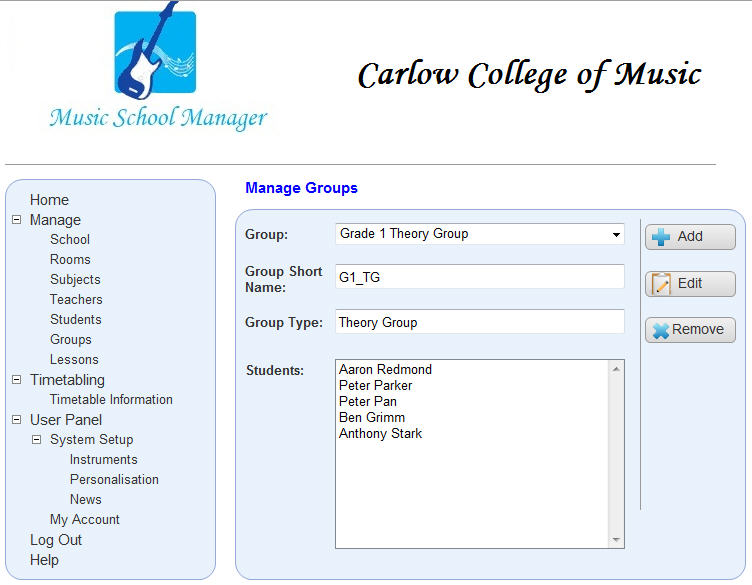 Carlow College of Music
Music School Manager
Home
Manage
School
Rooms
Subjects
Teachers
Students
Groups
Lessons
Timetabling
Timetable Information
User Panel
System Setup
Instruments
Personalisation
News
My Account
Log Out
Help
Manage Groups
Group:
Grade 1 Theory Group
Group Short
Name:
G1_TG
Group Type:
Theory Group
Students:
Aaron Redmond
Peter Parker
Peter Pan
Ben Grimm
Anthony Stark
Add
Edit
Remove